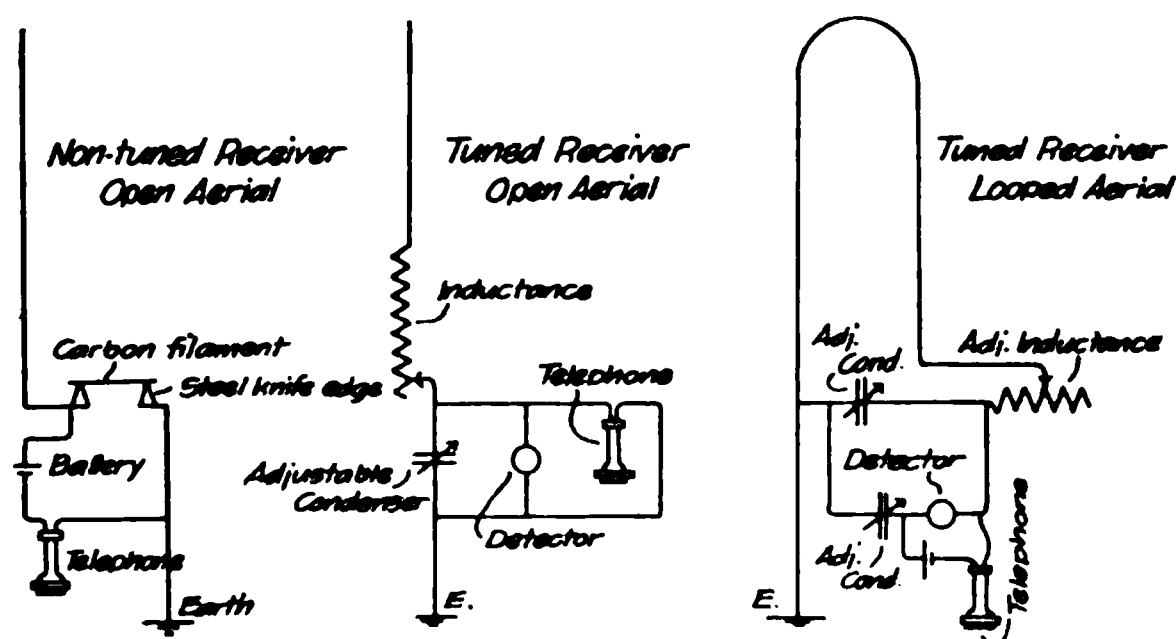 Non-tuned Receiver
Open Aerial
Carbon filament
Steel knife edge
Battery
Telephone
Earth
Tuned Receiver
Open Aerial
Inductance
Telephone
Adjustable
Condenser
Detector
E.
Tuned Receiver
Looped Aerial
Adj.
Cond.
Adj. Inductance
Detector
Adj.
Cond.
Telephone
E.